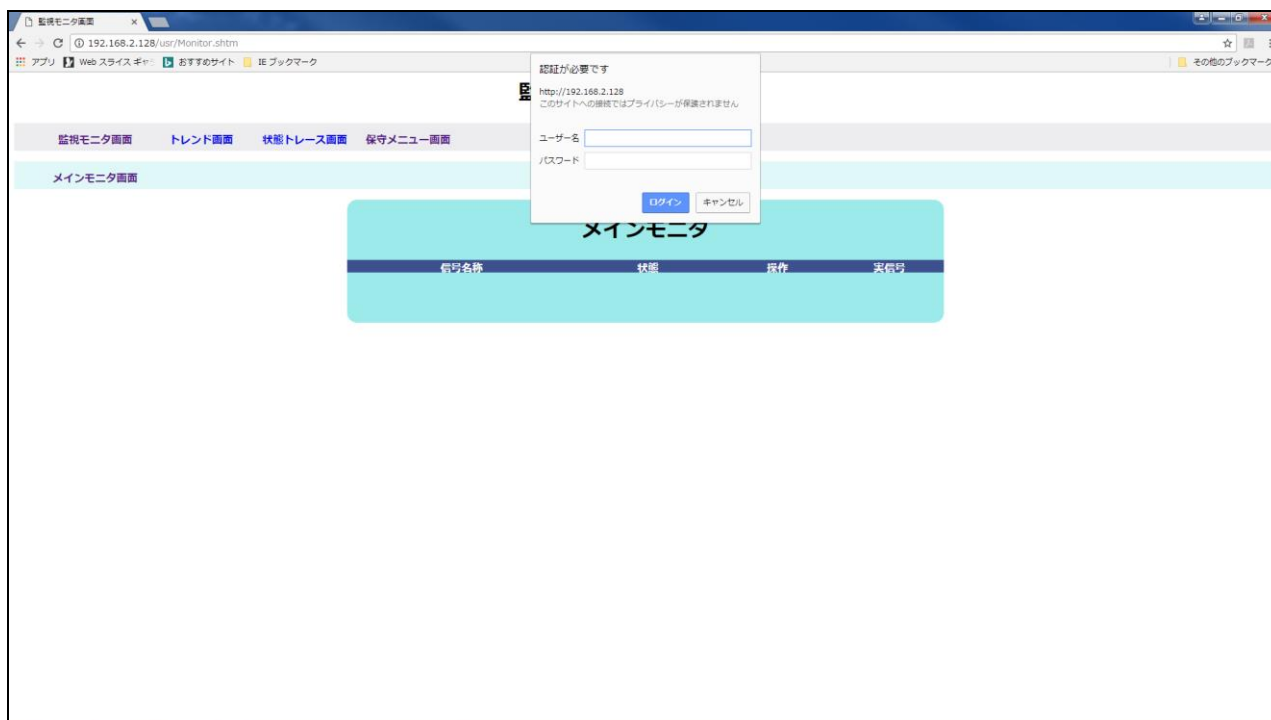 監視モニタ画面
192.168.2.128/usr/Monitor.shtm
アプリ Web スライス ギャ おすすめサイト IE ブックマーク その他のブックマーク
認証が必要です
http://192.168.2.128
このサイトへの接続ではプライバシーが保護されません
ユーザー名
パスワード
ログイン キャンセル
監視モニタ画面 トレンド画面 状態トレース画面 保守メニュー画面
メインモニタ画面
メインモニタ
信号名称 状態 操作 実信号